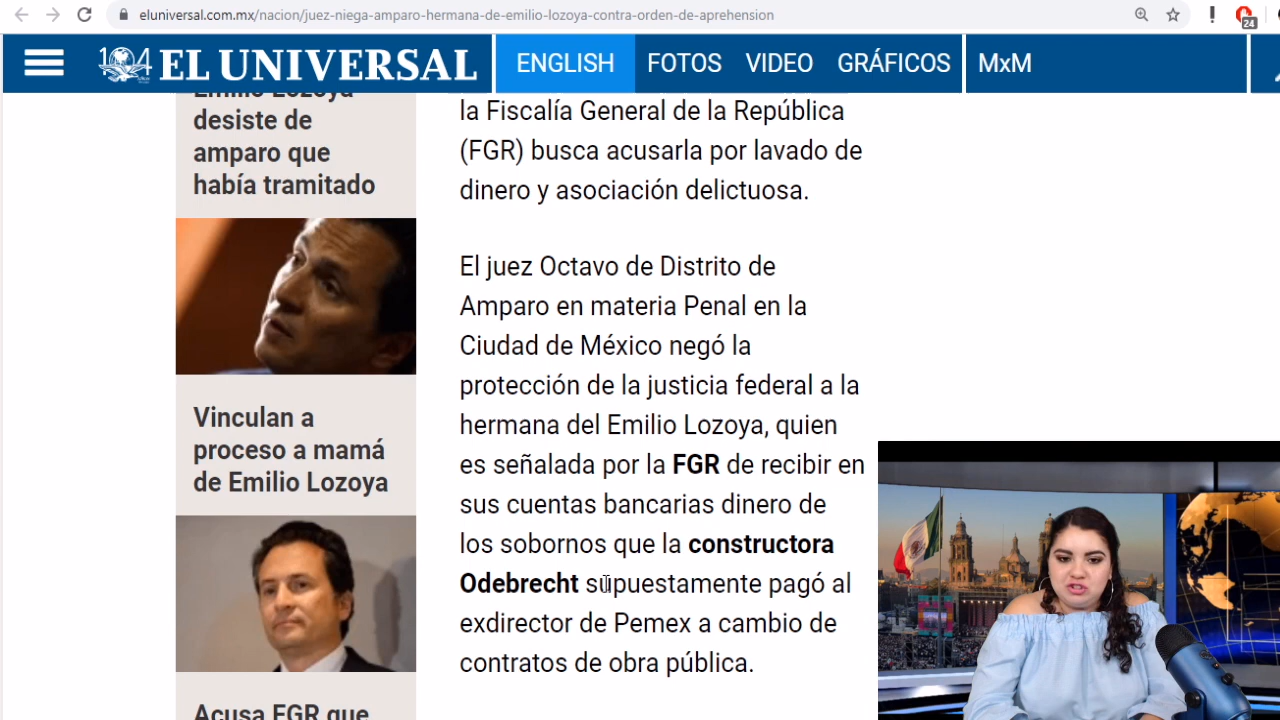 eluniversal.com.mx/nacion/juez-niega-amparo-hermana-de-emilio-lozoya-contra-orden-de-aprehension
24
104 EL UNIVERSAL
ENGLISH
FOTOS
VIDEO
GRÁFICOS
MxM
Emilio Lozoya
desiste de
amparo que
había tramitado
Vinculan a
proceso a mamá
de Emilio Lozoya
Acusa FGR que
la Fiscalía General de la República
(FGR) busca acusarla por lavado de
dinero y asociación delictuosa.
El juez Octavo de Distrito de
Amparo en materia Penal en la
Ciudad de México negó la
protección de la justicia federal a la
hermana del Emilio Lozoya, quien
es señalada por la FGR de recibir en
sus cuentas bancarias dinero de
los sobornos que la constructora
Odebrecht supuestamente pagó al
exdirector de Pemex a cambio de
contratos de obra pública.